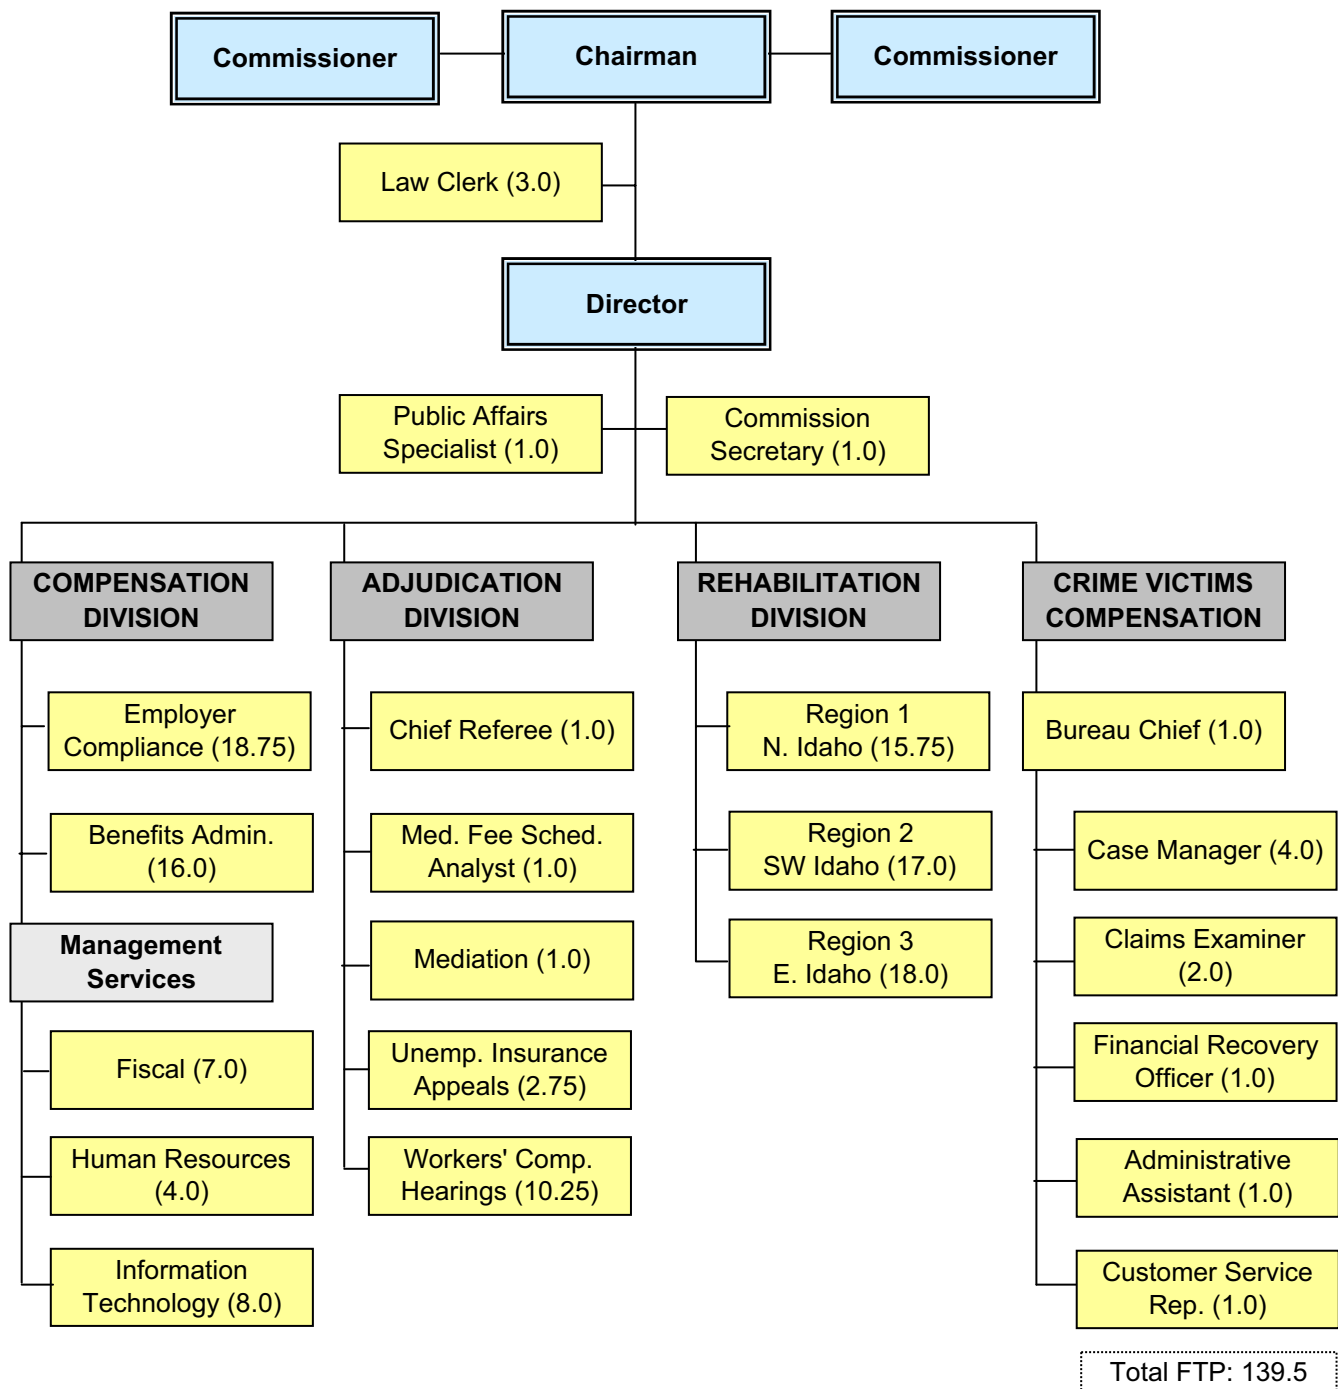 Commissioner
Chairman
Commissioner
Law Clerk (3.0)
Director
Public Affairs
Specialist (1.0)
Commission
Secretary (1.0)
COMPENSATION
DIVISION
Employer
Compliance (18.75)
Benefits Admin.
(16.0)
Management
Services
Fiscal (7.0)
Human Resources
(4.0)
Information
Technology (8.0)
ADJUDICATION
DIVISION
Chief Referee (1.0)
Med. Fee Sched.
Analyst (1.0)
Mediation (1.0)
Unemp. Insurance
Appeals (2.75)
Workers' Comp.
Hearings (10.25)
REHABILITATION
DIVISION
Region 1
N. Idaho (15.75)
Region 2
SW Idaho (17.0)
Region 3
E. Idaho (18.0)
CRIME VICTIMS
COMPENSATION
Bureau Chief (1.0)
Case Manager (4.0)
Claims Examiner
(2.0)
Financial Recovery
Officer (1.0)
Administrative
Assistant (1.0)
Customer Service
Rep. (1.0)
Total FTP: 139.5